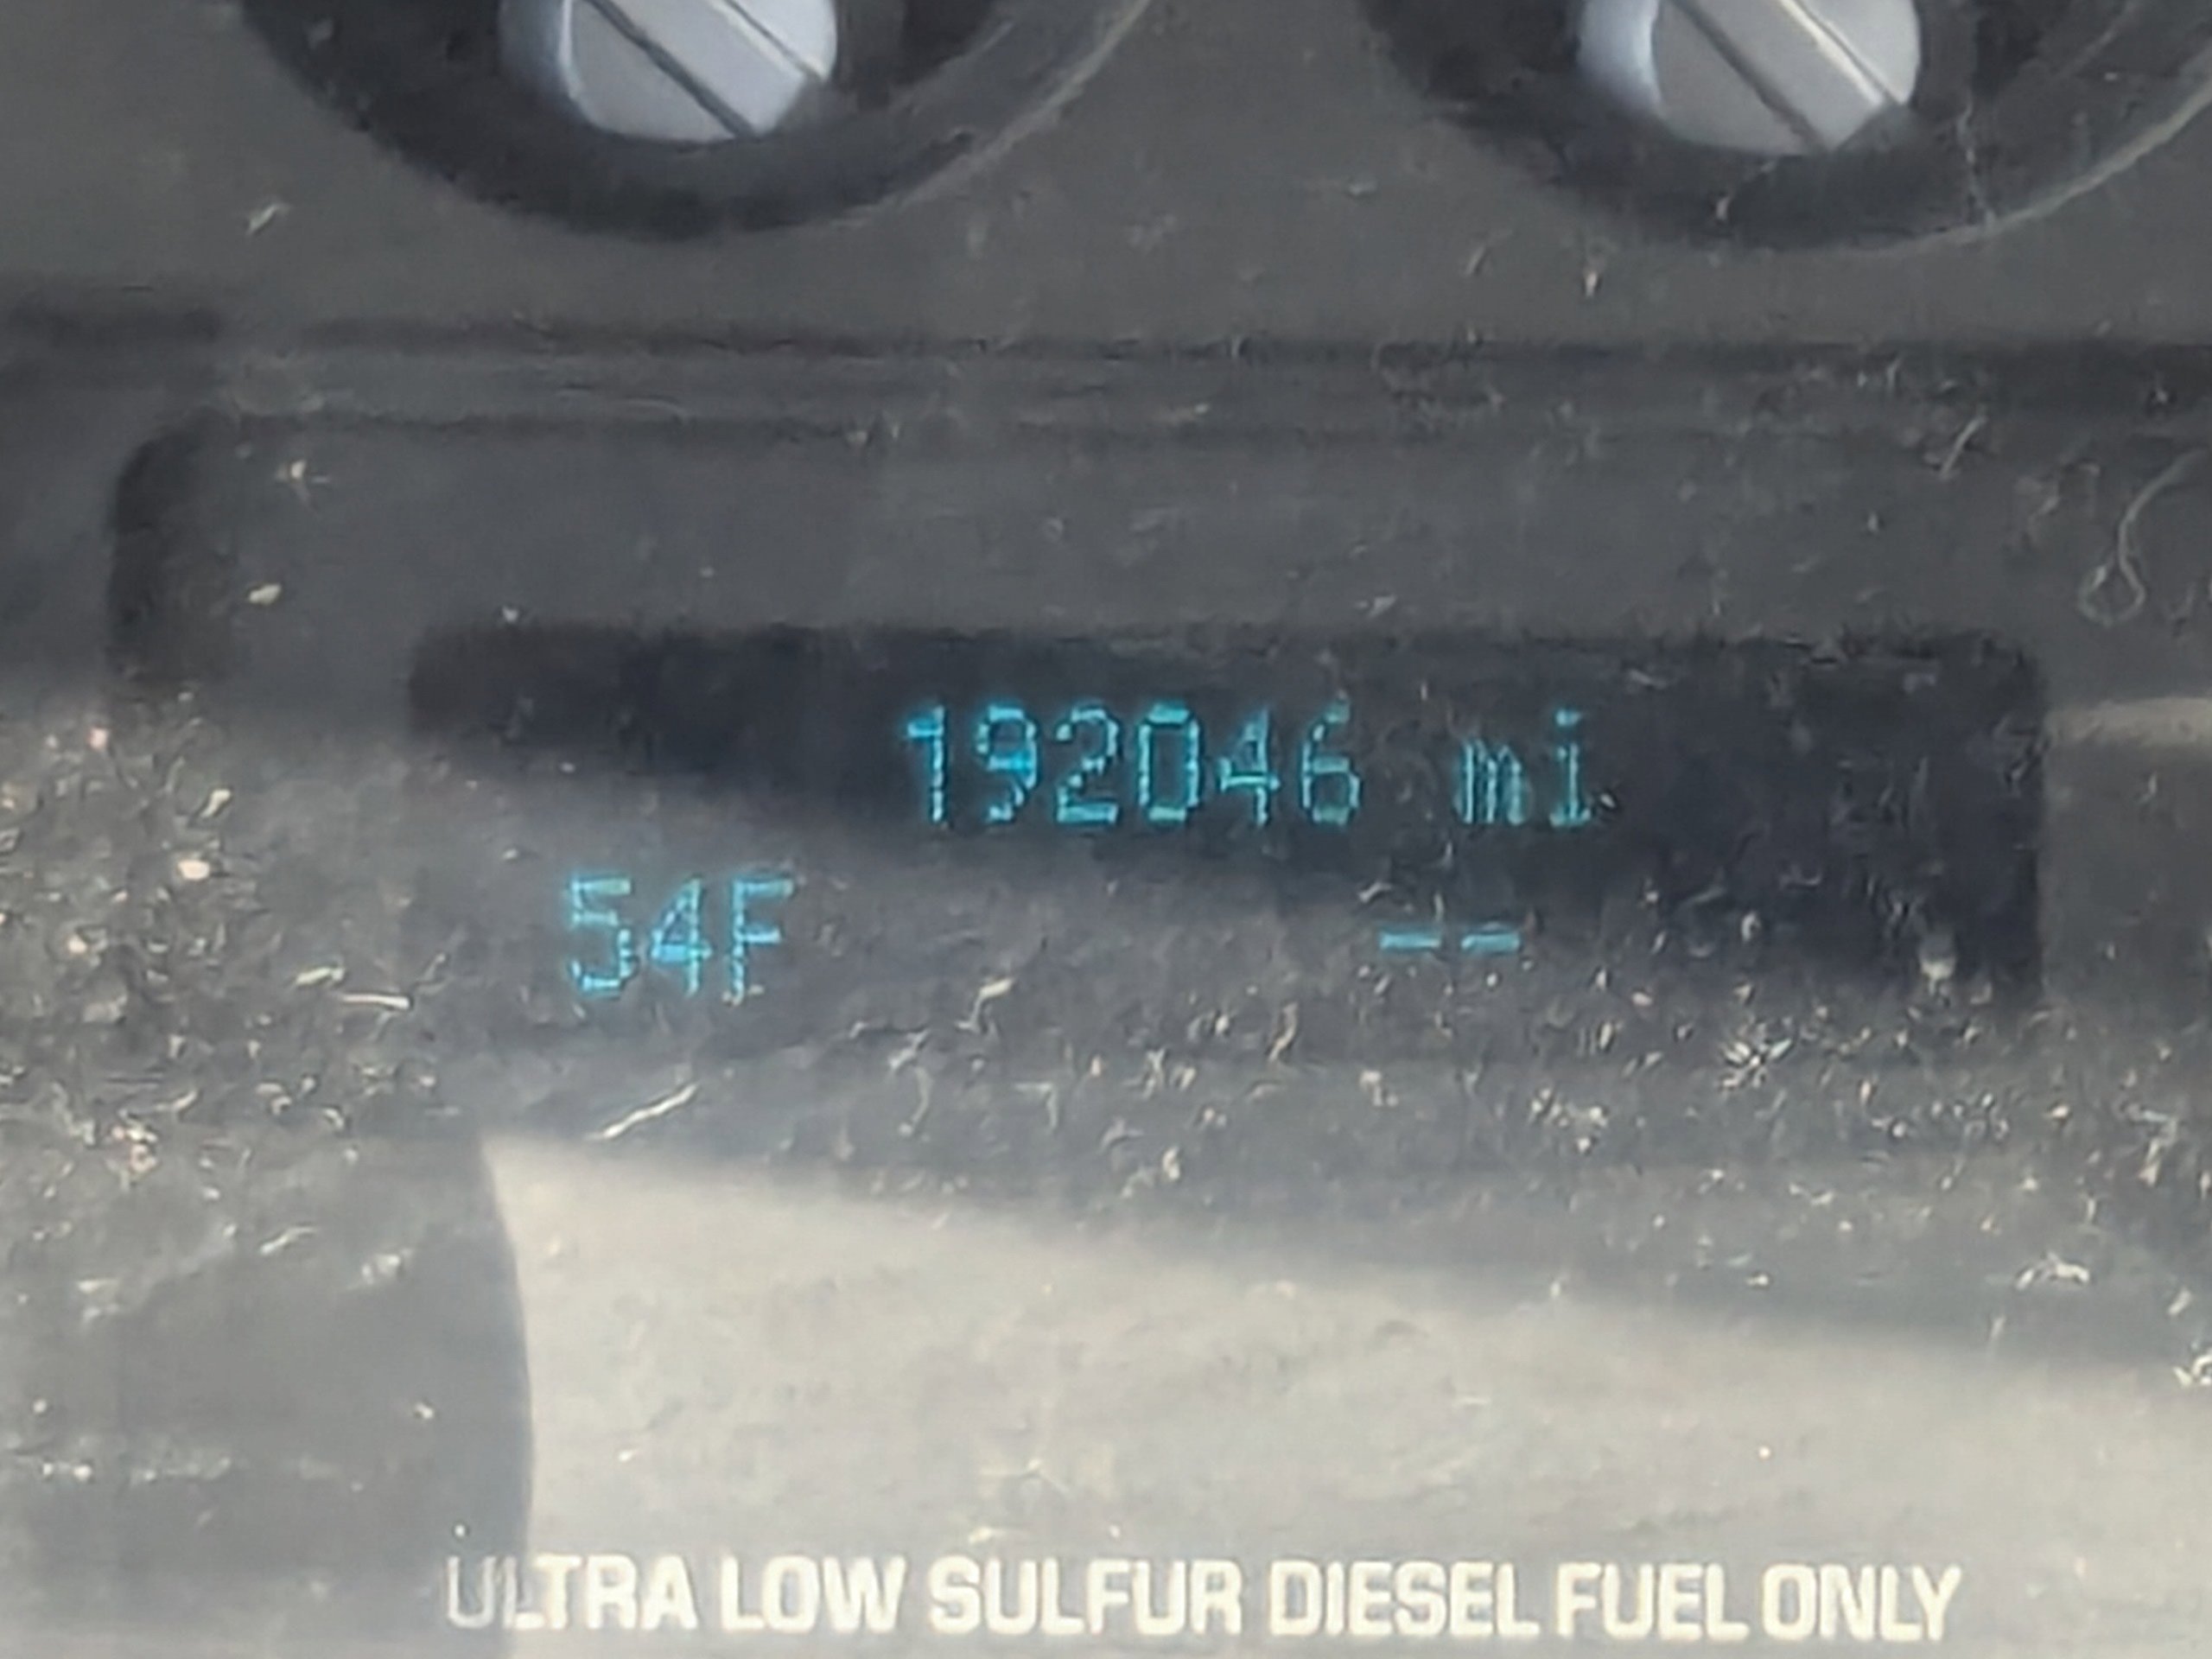 192046 mi
54F --
ULTRA LOW SULFUR DIESEL FUEL ONLY